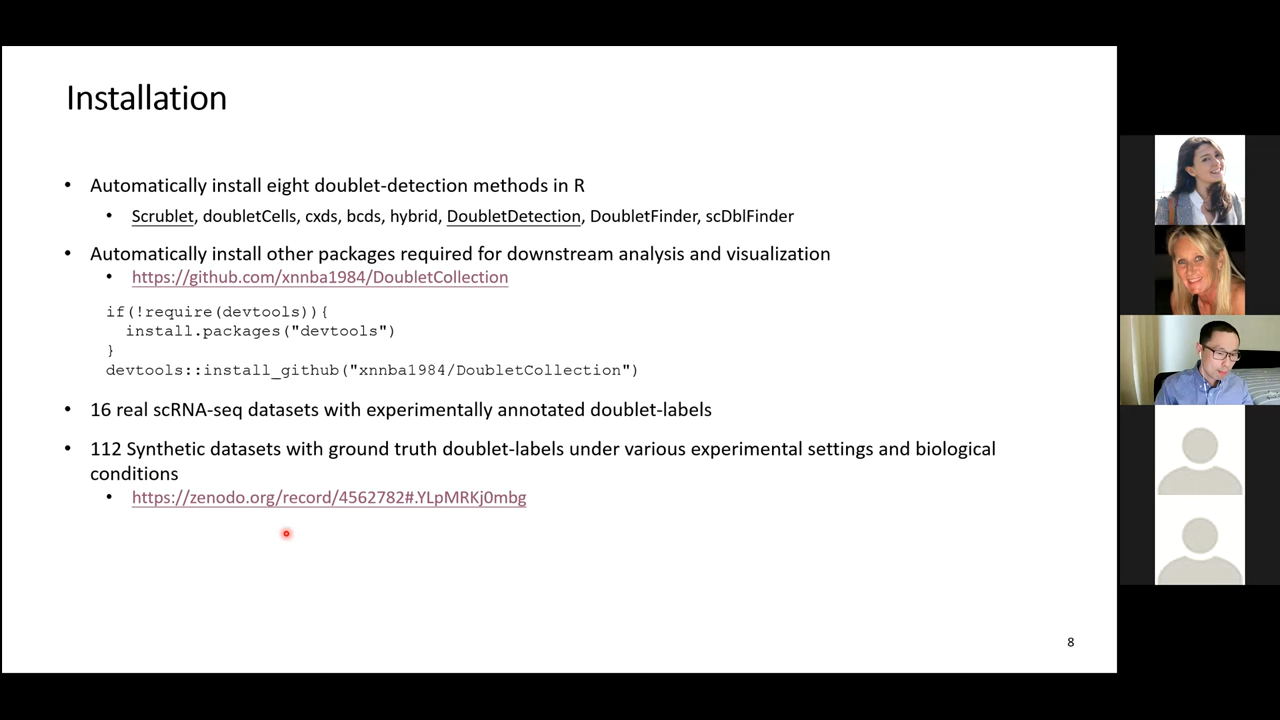 Installation
• Automatically install eight doublet-detection methods in R
• Scrublet, doubletCells, cxds, bcds, hybrid, DoubletDetection, DoubletFinder, scDblFinder
• Automatically install other packages required for downstream analysis and visualization
• https://github.com/xnnba1984/DoubletCollection
if(!require(devtools)){
install.packages("devtools")
}
devtools::install_github("xnnba1984/DoubletCollection")
• 16 real scRNA-seq datasets with experimentally annotated doublet-labels
• 112 Synthetic datasets with ground truth doublet-labels under various experimental settings and biological
conditions
• https://zenodo.org/record/4562782#.YLpMRKj0mbg
8